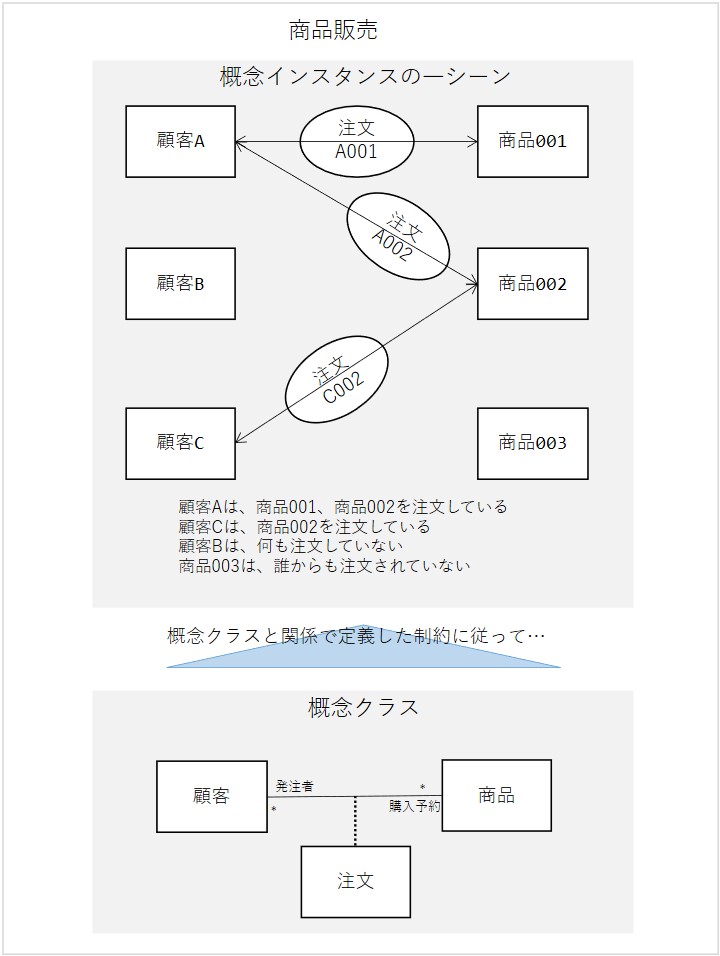 商品販売
概念インスタンスの一シーン
顧客A
注文
A001
商品001
注文
A002
顧客B
商品002
注文
C002
顧客C
商品003
顧客Aは、商品001、商品002を注文している
顧客Cは、商品002を注文している
顧客Bは、何も注文していない
商品003は、誰からも注文されていない
概念クラスと関係で定義した制約に従って…
概念クラス
顧客
発注者
*
*
購入予約
商品
注文